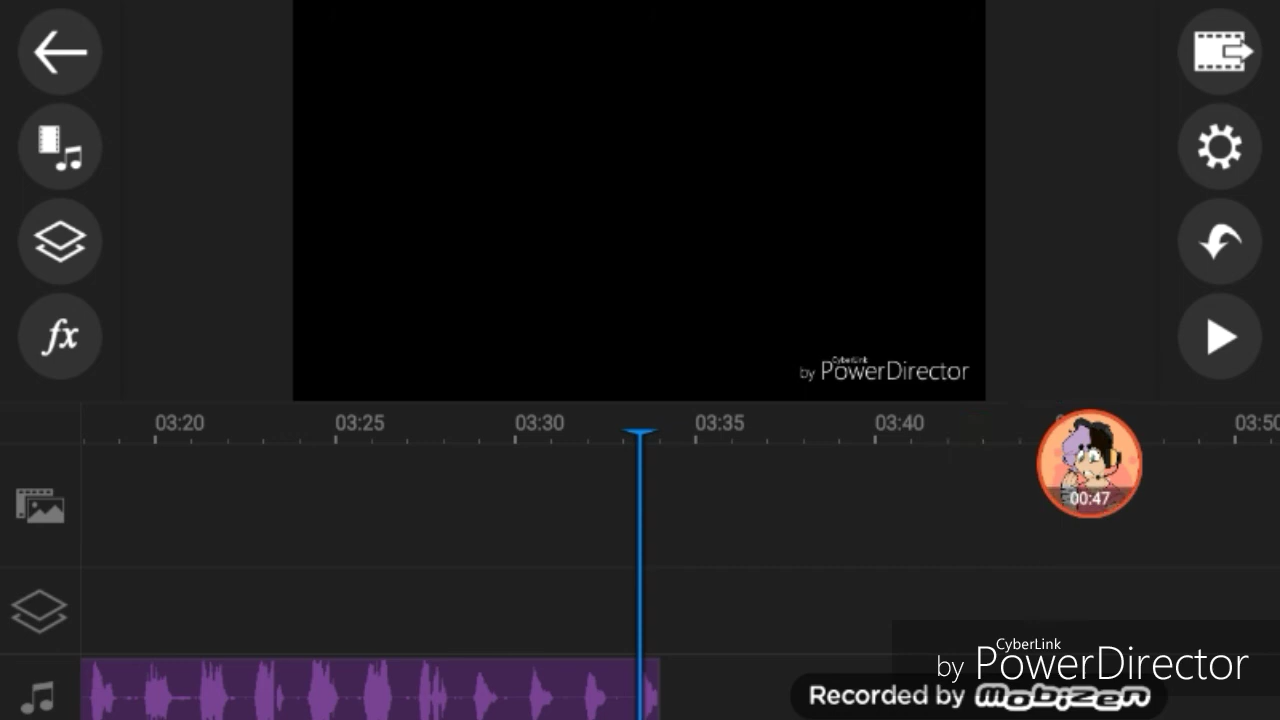 fx
CyberLink
by PowerDirector
03:20 03:25 03:30 03:35 03:40 03:50
00:47
CyberLink
by PowerDirector
Recorded by mobizen